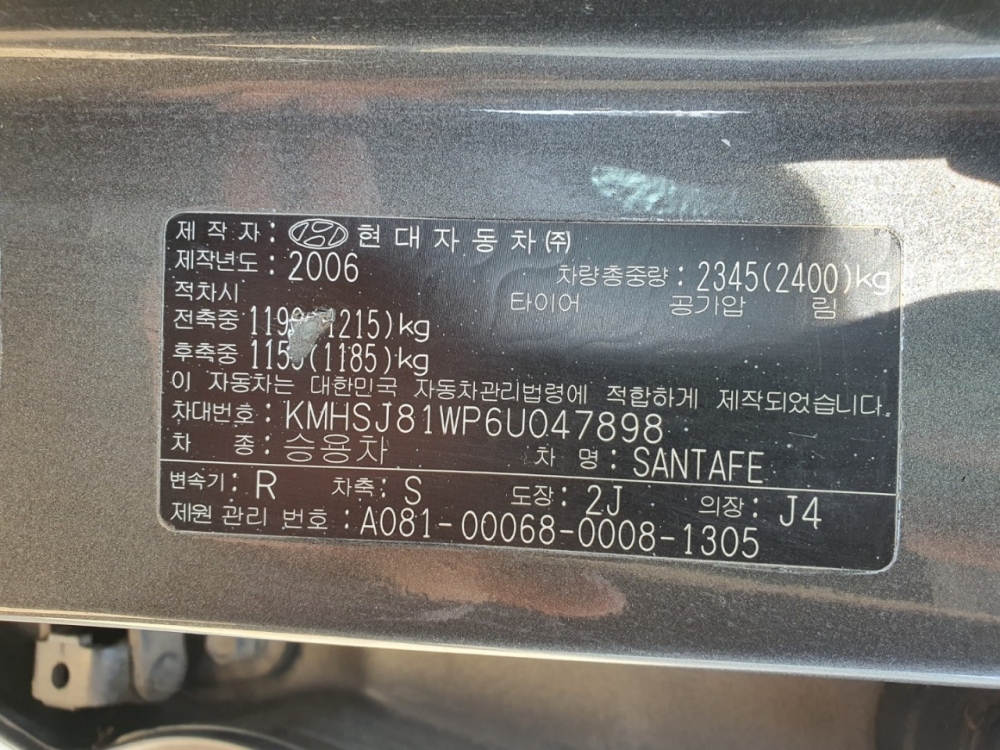 제 작 자 : 현대자동차(주)
제작년도 : 2006 차량총중량 : 2345(2400)kg
적차시 타이어 공기압 림
전축중 1215)kg
후축중 (1185)kg
이 자동차는 대한민국 자동차관리법령에 적합하게 제작되었습니다.
차대번호 : KMHSJ81WP6U047898
차 종 : 승용차 차 명 : SANTAFE
변속기 : R 차축 : S 도장 : 2J 의장 : J4
제원 관리 번호 : A081-00068-0008-1305